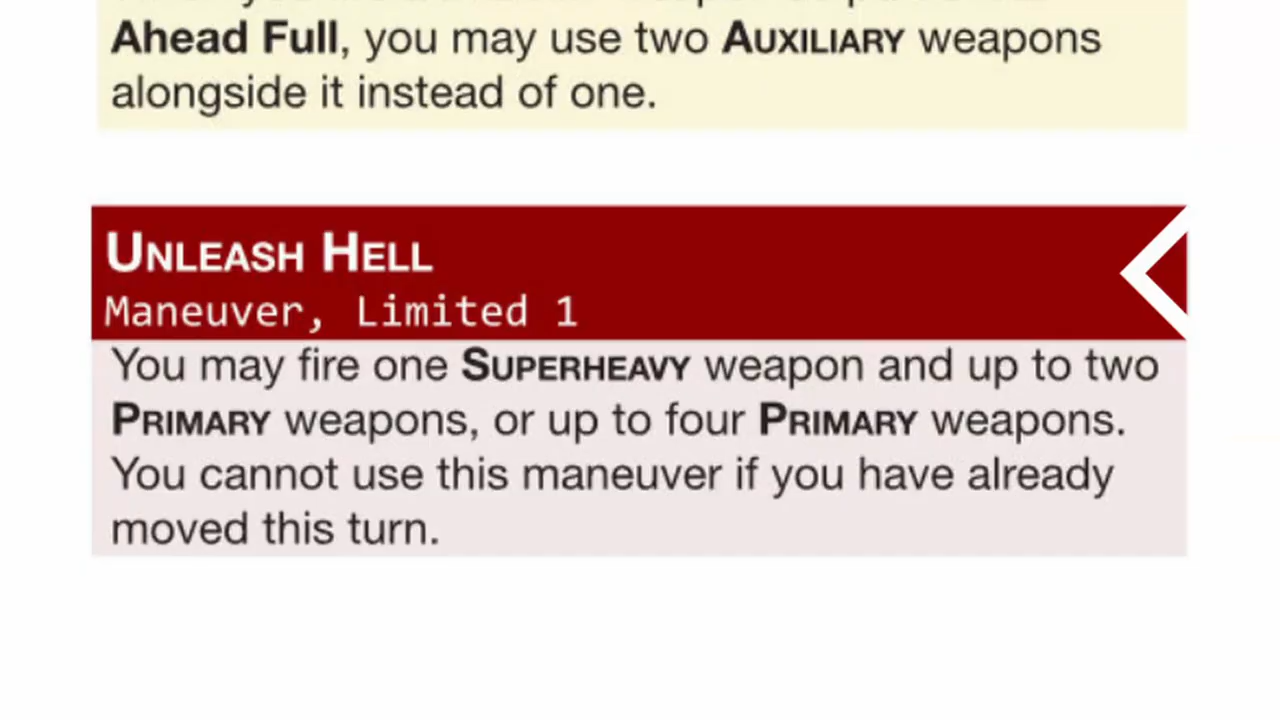 Ahead Full, you may use two AUXILIARY weapons
alongside it instead of one.
UNLEASH HELL
Maneuver, Limited 1
You may fire one SUPERHEAVY weapon and up to two
PRIMARY weapons, or up to four PRIMARY weapons.
You cannot use this maneuver if you have already
moved this turn.